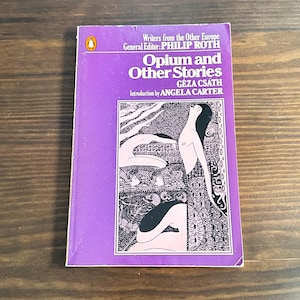 Writers from the Other Europe
General Editor: PHILIP ROTH
Opium and
Other Stories
GÉZA CSÁTH
Introduction by ANGELA CARTER